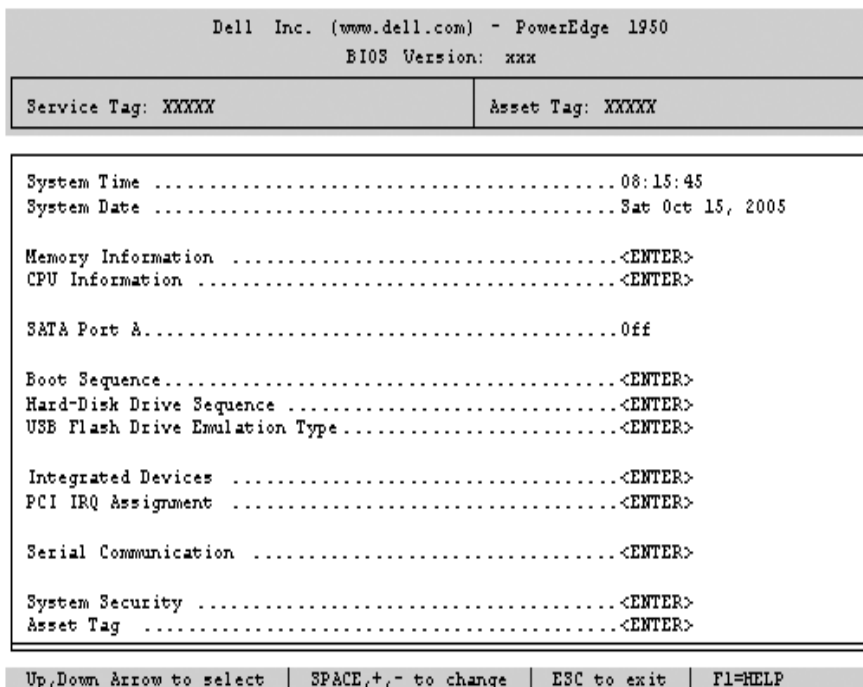 Dell Inc. (www.dell.com) - PowerEdge 1950
BIOS Version: xxx
Service Tag: XXXXX Asset Tag: XXXXX
System Time ............................................. 08:15:45
System Date ............................................. Sat Oct 15, 2005
Memory Information ...................................... <ENTER>
CPU Information ......................................... <ENTER>
SATA Port A.............................................. Off
Boot Sequence............................................ <ENTER>
Hard-Disk Drive Sequence ................................ <ENTER>
USB Flash Drive Emulation Type........................... <ENTER>
Integrated Devices ...................................... <ENTER>
PCI IRQ Assignment ...................................... <ENTER>
Serial Communication .................................... <ENTER>
System Security ......................................... <ENTER>
Asset Tag ............................................... <ENTER>
Up,Down Arrow to select | SPACE,+,- to change | ESC to exit | F1=HELP